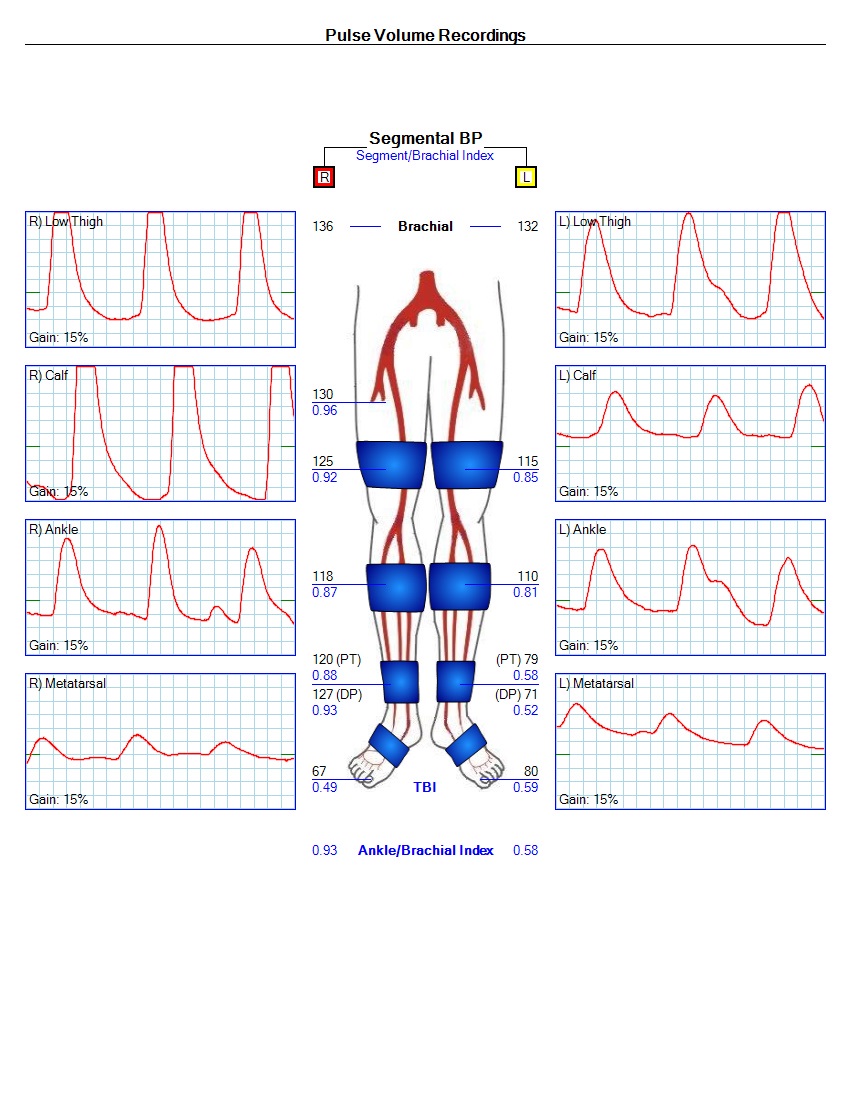 Pulse Volume Recordings
Segmental BP
Segment/Brachial Index
R
L
136 Brachial 132
R) Low Thigh
Gain: 15%
L) Low Thigh
Gain: 15%
R) Calf
Gain: 15%
L) Calf
Gain: 15%
130
0.96
125
0.92
115
0.85
R) Ankle
Gain: 15%
L) Ankle
Gain: 15%
118
0.87
110
0.81
120 (PT)
0.88
127 (DP)
0.93
(PT) 79
0.58
(DP) 71
0.52
R) Metatarsal
Gain: 15%
L) Metatarsal
Gain: 15%
67
0.49
TBI
80
0.59
0.93 Ankle/Brachial Index 0.58